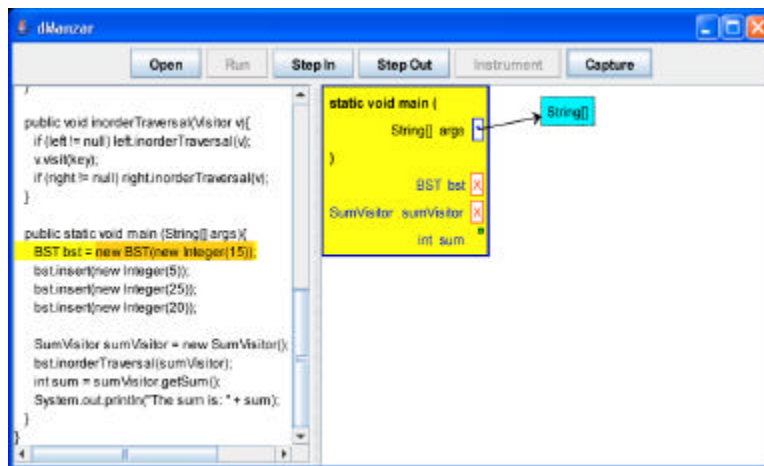 dManzar
Open Run Step In Step Out Instrument Capture
}
public void inorderTraversal(Visitor v){
if (left != null) left.inorderTraversal(v);
v.visit(key);
if (right != null) right.inorderTraversal(v);
}
public static void main (String[] args){
BST bst = new BST(new Integer(15));
bst.insert(new Integer(5));
bst.insert(new Integer(25));
bst.insert(new Integer(20));
SumVisitor sumVisitor = new SumVisitor();
bst.inorderTraversal(sumVisitor);
int sum = sumVisitor.getSum();
System.out.println("The sum is: " + sum);
}
}
static void main (
String[] args
)
BST bst X
SumVisitor sumVisitor X
int sum
String[]